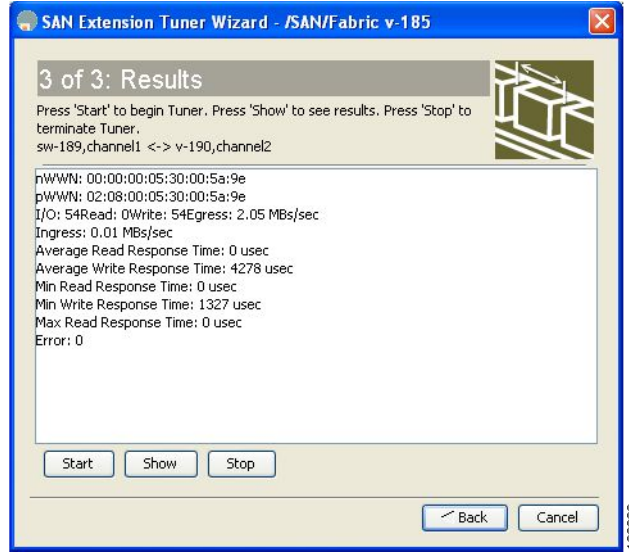 SAN Extension Tuner Wizard - /SAN/Fabric v-185
3 of 3: Results
Press 'Start' to begin Tuner. Press 'Show' to see results. Press 'Stop' to
terminate Tuner.
sw-189,channel1 <-> v-190,channel2
nWWN: 00:00:00:05:30:00:5a:9e
pWWN: 02:08:00:05:30:00:5a:9e
I/O: 54Read: 0Write: 54Egress: 2.05 MBs/sec
Ingress: 0.01 MBs/sec
Average Read Response Time: 0 usec
Average Write Response Time: 4278 usec
Min Read Response Time: 0 usec
Min Write Response Time: 1327 usec
Max Read Response Time: 0 usec
Error: 0
Start Show Stop
Back Cancel